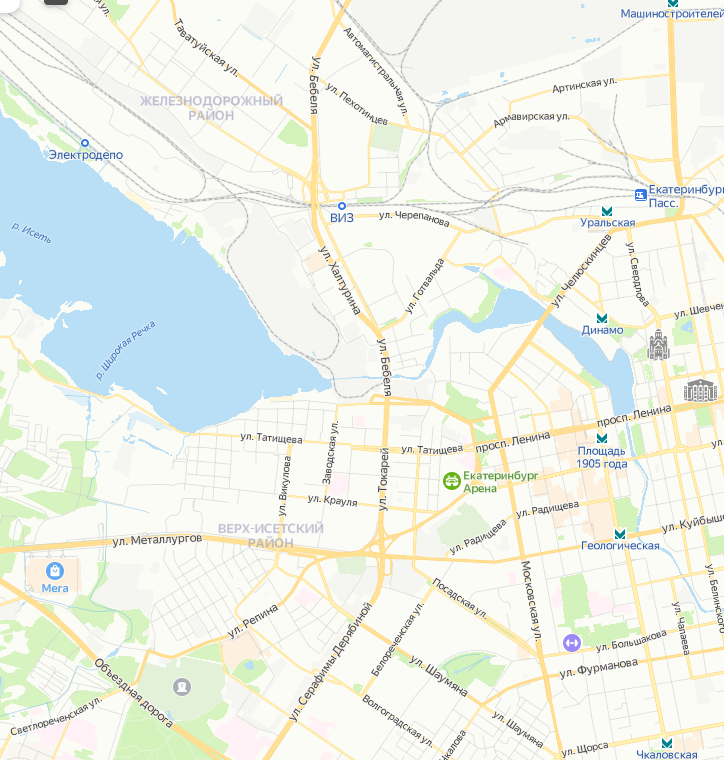 Машиностроителей
Таватуйская ул.
Автомагистральная ул.
ул. Бебеля
ул. Пехотинцев
Артинская ул.
ЖЕЛЕЗНОДОРОЖНЫЙ
РАЙОН
Армавирская ул.
Электродепо
Екатеринбург
Пасс.
ВИЗ
ул. Черепанова
Уральская
р. Исеть
ул. Халтурина
ул. Готвальда
ул. Челюскинцев
ул. Свердлова
ул. Шевчен
Динамо
р. Широкая Речка
ул. Бебеля
просп. Ленина
ул. Татищева
ул. Татищева
просп. Ленина
Заводская ул.
Площадь
1905 года
ул.
ул. Викулова
ул. Токарей
Екатеринбург
Арена
ул. Крауля
ул. Радищева
ВЕРХ-ИСЕТСКИЙ
РАЙОН
ул. Куйбыше
ул. Металлургов
ул. Радищева
Геологическая
Мега
Московская ул.
ул. Белинского
Посадская ул.
ул. Репина
Белореченская ул.
ул. Чапаева
ул. Большакова
ул. Серафимы Дерябиной
ул. Шаумяна
ул. Фурманова
Объездная дорога
Светлореченская ул.
Волгоградская ул.
ул. Шаумяна
Чкалова
ул. Щорса
Чкаловская